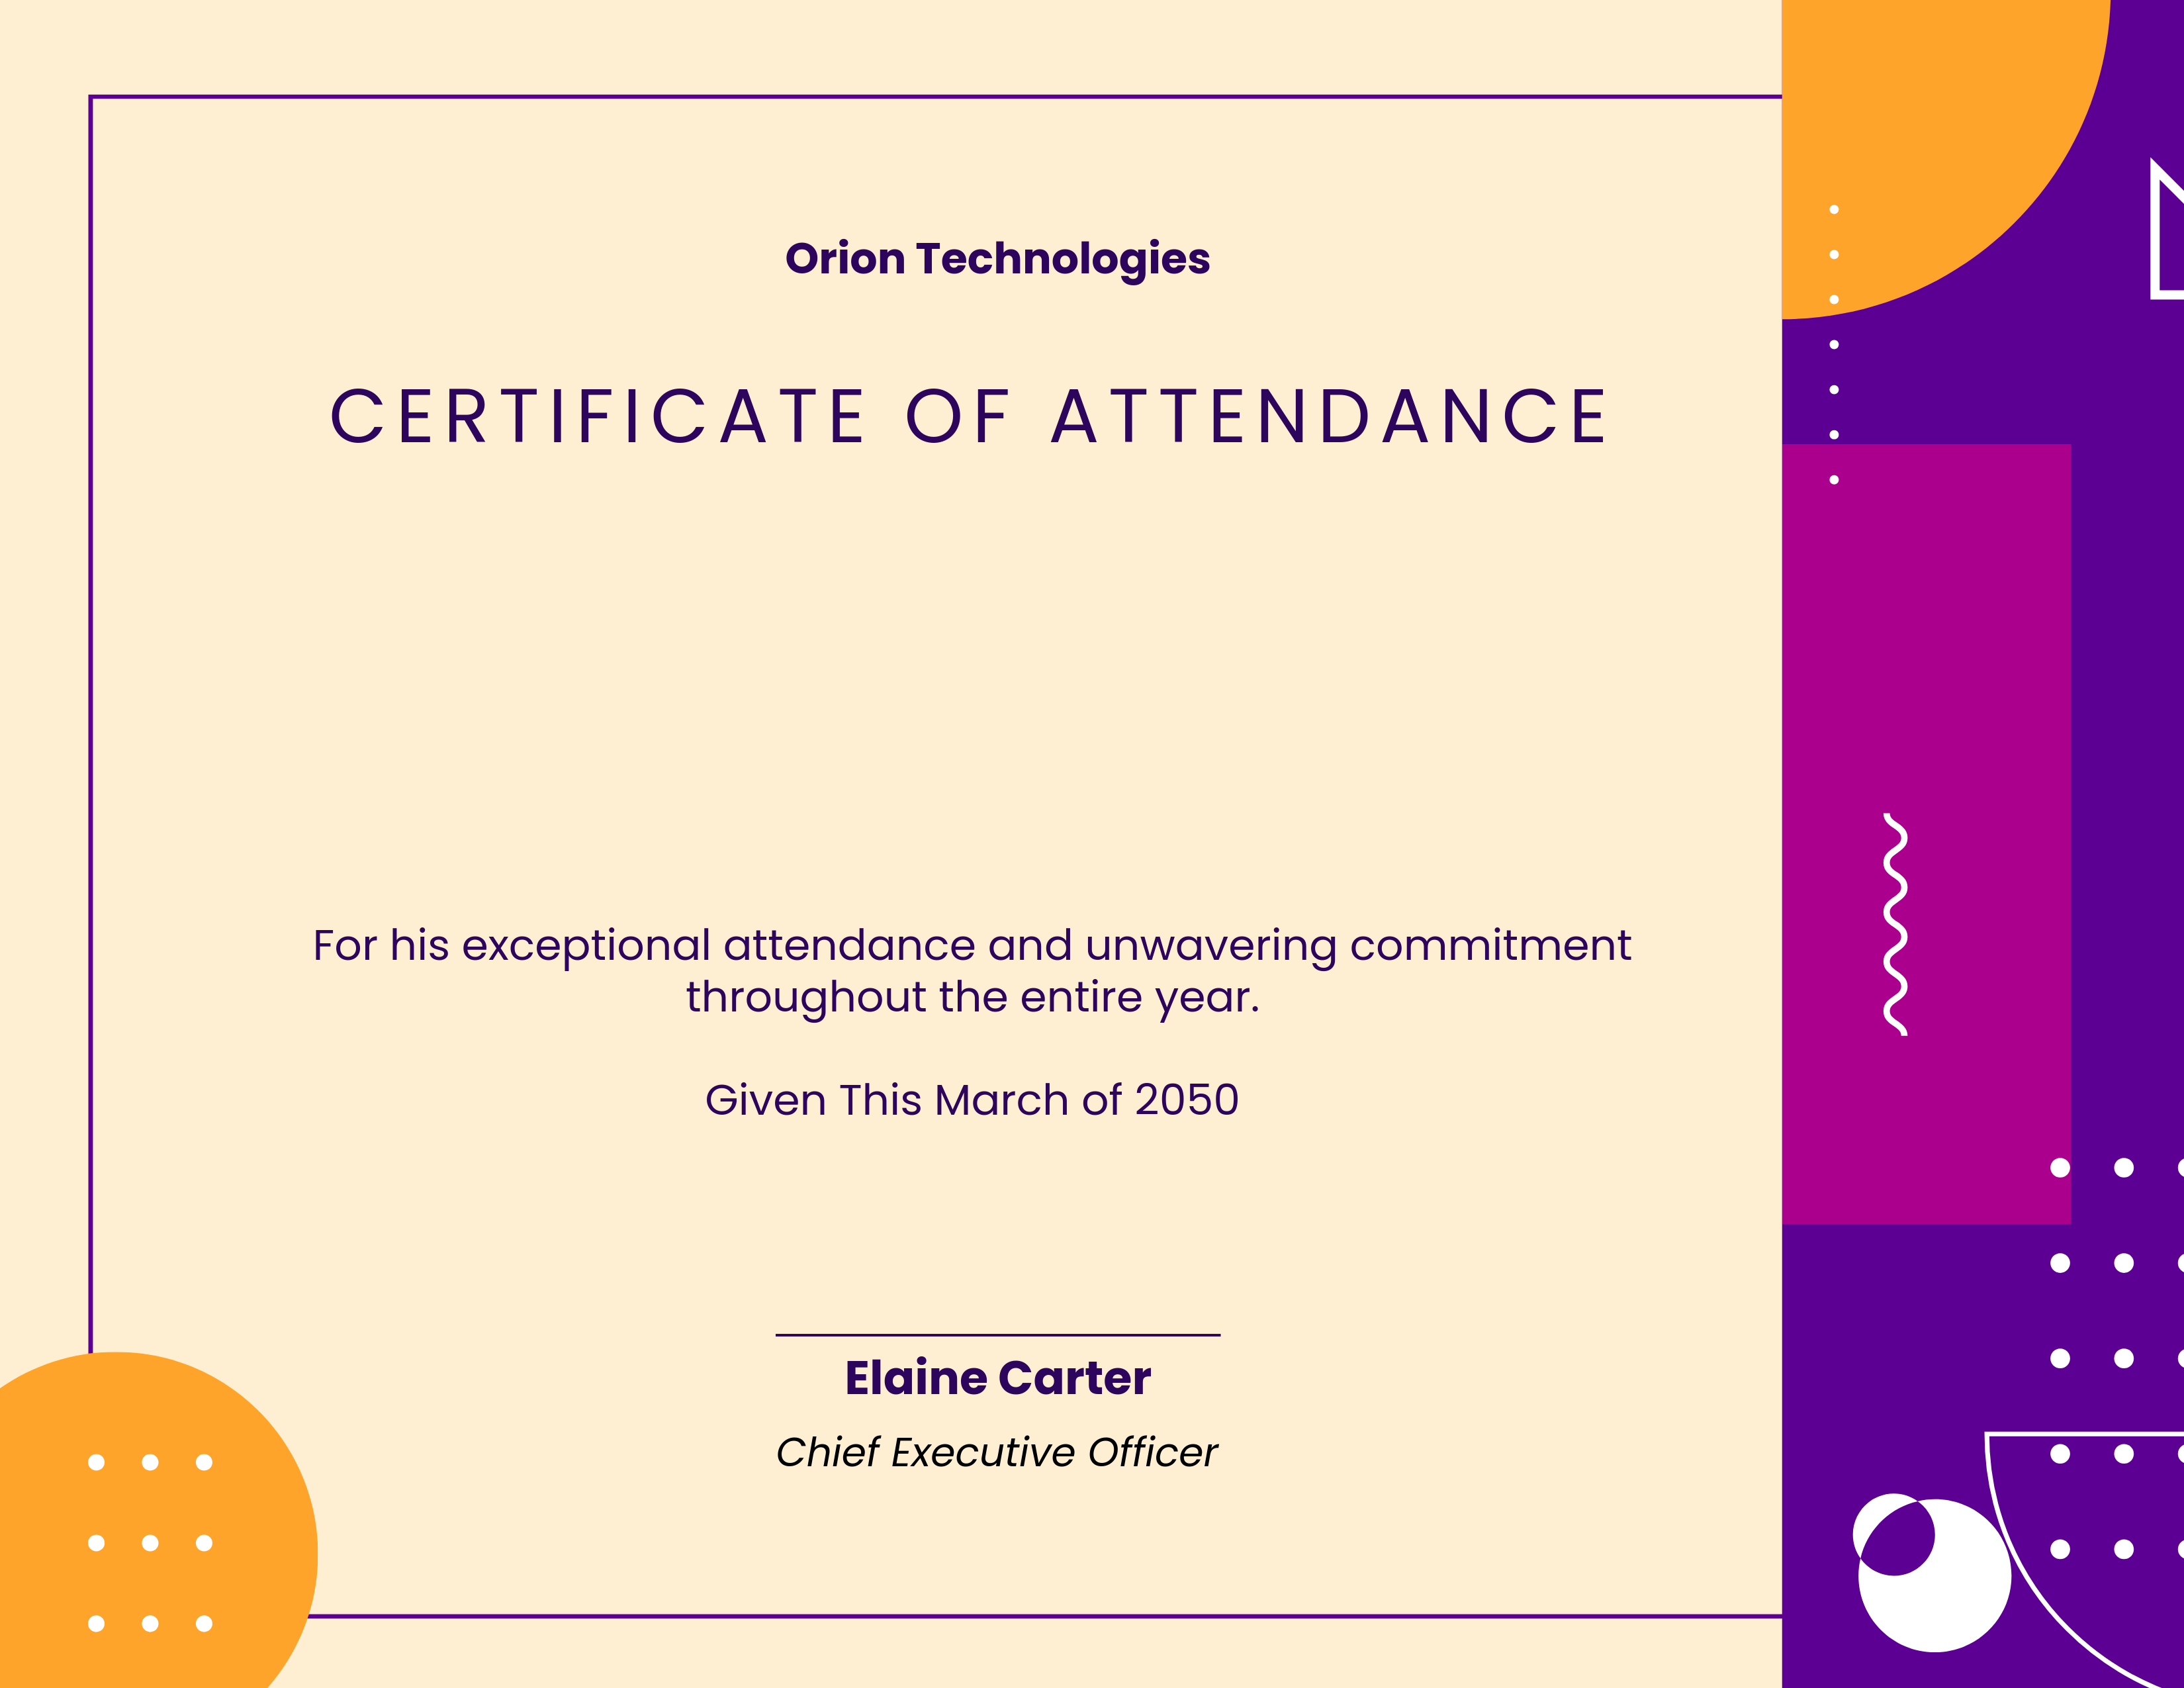 Orion Technologies
CERTIFICATE OF ATTENDANCE
For his exceptional attendance and unwavering commitment
throughout the entire year.
Given This March of 2050
Elaine Carter
Chief Executive Officer